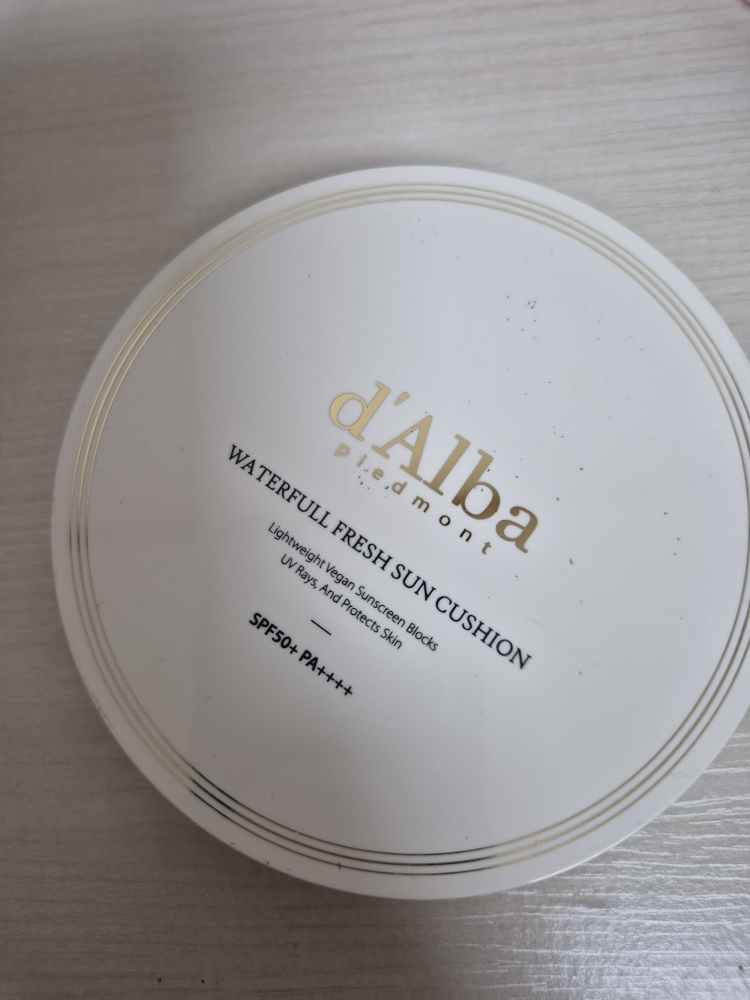 d'Alba
piedmont
WATERFULL FRESH SUN CUSHION
Lightweight Vegan Sunscreen Blocks
UV Rays, And Protects Skin
SPF50+ PA++++